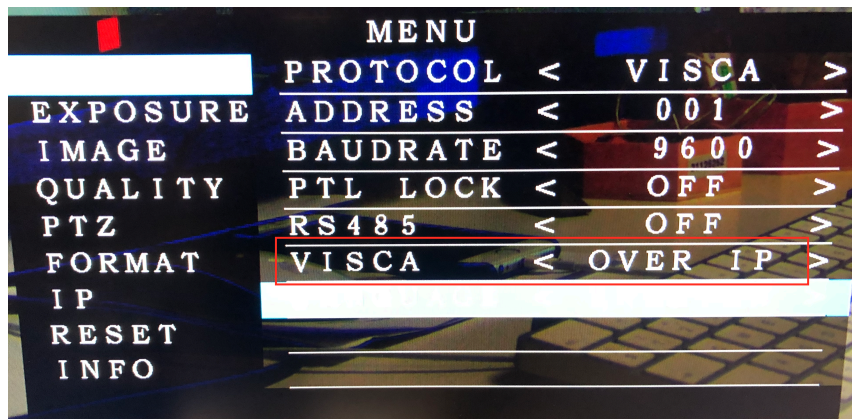 MENU
PROTOCOL < VISCA >
EXPOSURE ADDRESS < 001 >
IMAGE BAUDRATE < 9600 >
QUALITY PTL LOCK < OFF >
PTZ RS485 < OFF >
FORMAT VISCA < OVER IP >
IP
RESET
INFO